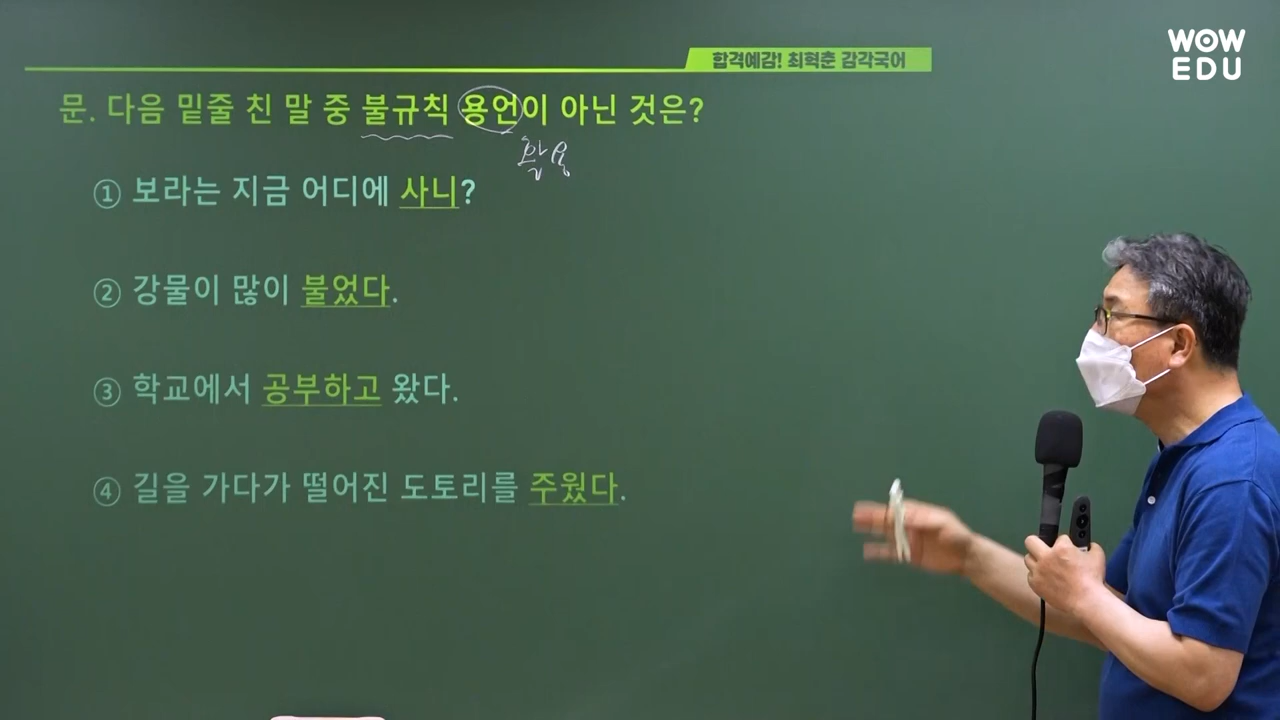 WOW
EDU
합격예감! 최혁춘 감각국어
문. 다음 밑줄 친 말 중 불규칙 용언이 아닌 것은?
활용
① 보라는 지금 어디에 사니?
② 강물이 많이 불었다.
③ 학교에서 공부하고 왔다.
④ 길을 가다가 떨어진 도토리를 주웠다.